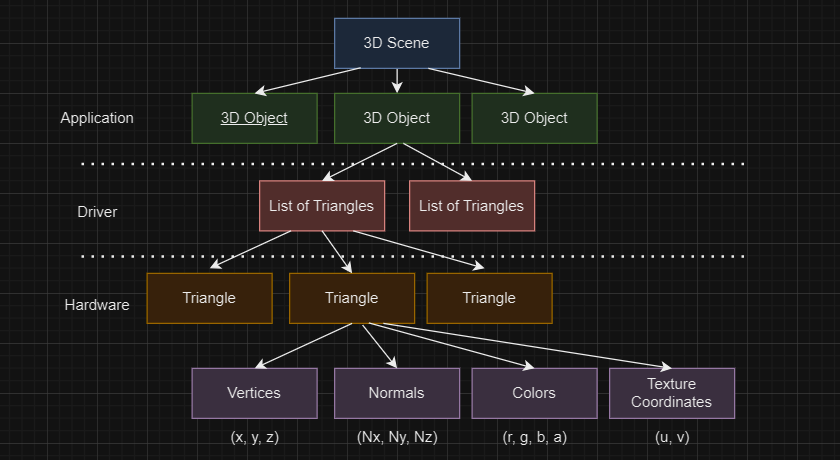 3D Scene
Application
3D Object
3D Object
3D Object
Driver
List of Triangles
List of Triangles
Hardware
Triangle
Triangle
Triangle
Vertices
Normals
Colors
Texture
Coordinates
(x, y, z)
(Nx, Ny, Nz)
(r, g, b, a)
(u, v)